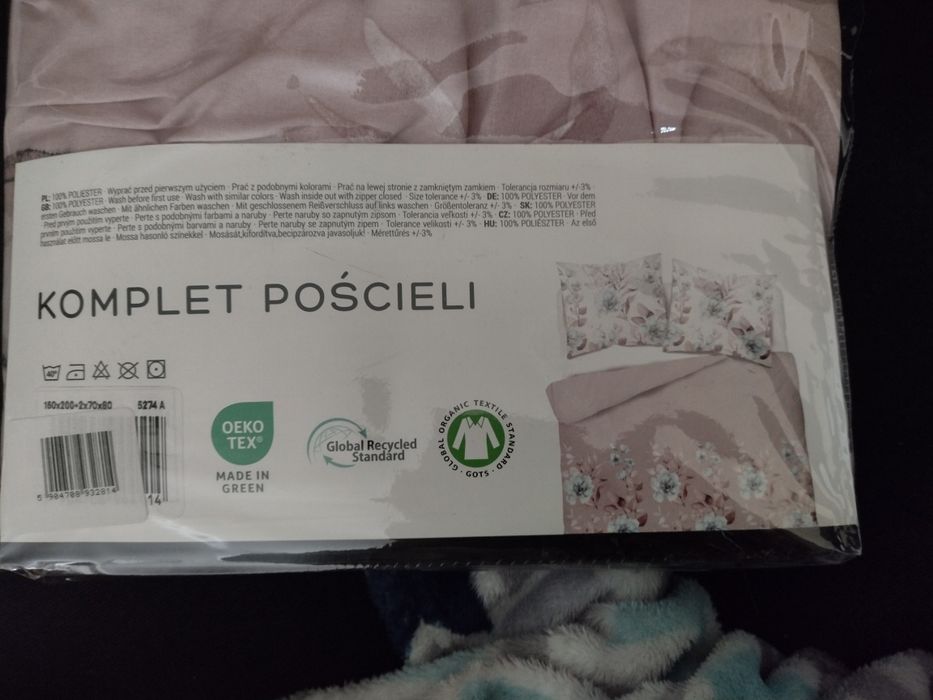 PL: 100% POLIESTER · Wyprać przed pierwszym użyciem · Prać z podobnymi kolorami · Prać na lewej stronie z zamkniętym zamkiem · Tolerancja rozmiaru +/-3% ·
GB: 100% POLYESTER · Wash before first use · Wash with similar colors · Wash inside out with zipper closed · Size tolerance +/- 3% · DE: 100% POLYESTER · Vor dem
ersten Gebrauch waschen · Mit ähnlichen Farben waschen · Mit geschlossenem Reißverschluss auf links waschen · Größentoleranz +/- 3% · SK: 100% POLYESTER
Pred prvým použitím vyperte · Perte s podobnými farbami a naruby · Perte naruby so zapnutým zipsom · Tolerancia veľkosti +/- 3% · CZ: 100% POLYESTER · Před
prvním použitím vyperte · Perte s podobnými barvami a naruby · Perte naruby se zapnutým zipem · Tolerance velikosti +/- 3% · HU: 100% POLIÉSZTER · Az első
használat előtt mossa le · Mossa hasonló színekkel · Mosását,kifordítva,becipzározva javasoljuk! · Mérettűrés +/-3%
KOMPLET POŚCIELI
40°
160x200+2x70x80 5274 A
5 904708 932814
14
OEKO
TEX®
MADE IN
GREEN
Global Recycled
Standard
GLOBAL ORGANIC TEXTILE STANDARD · GOTS ·